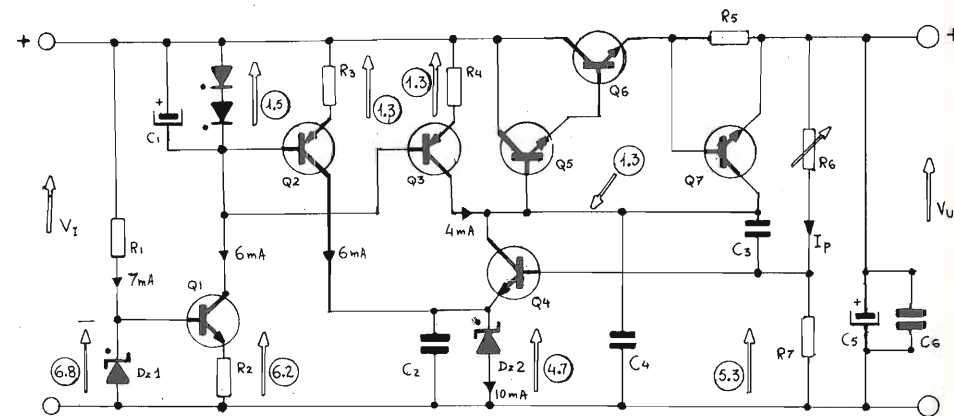 +
+
R5
R3
R4
1.5
1.3
1.3
+
C1
Q6
Q2
Q3
Q5
Q7
R6
1.3
VI
VU
R1
7mA
6mA
6mA
4mA
C3
Ip
Q1
Q4
6.8
Dz1
R2
6.2
C2
Dz2
4.7
10mA
C4
5.3
R7
+
C5
C6